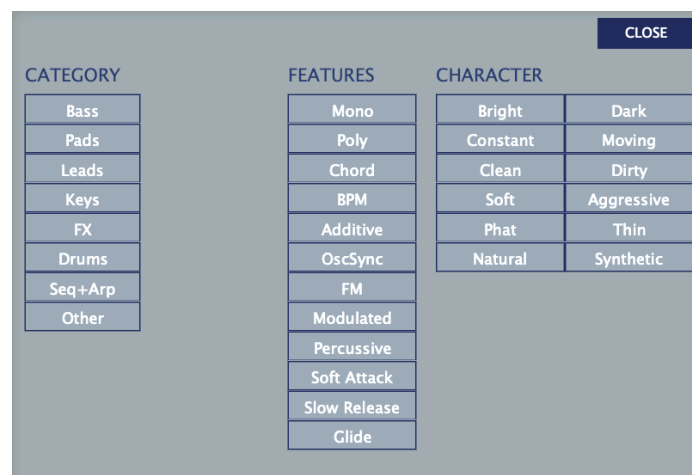 CLOSE
CATEGORY FEATURES CHARACTER
Bass Mono Bright Dark
Pads Poly Constant Moving
Leads Chord Clean Dirty
Keys BPM Soft Aggressive
FX Additive Phat Thin
Drums OscSync Natural Synthetic
Seq+Arp FM
Other Modulated
Percussive
Soft Attack
Slow Release
Glide